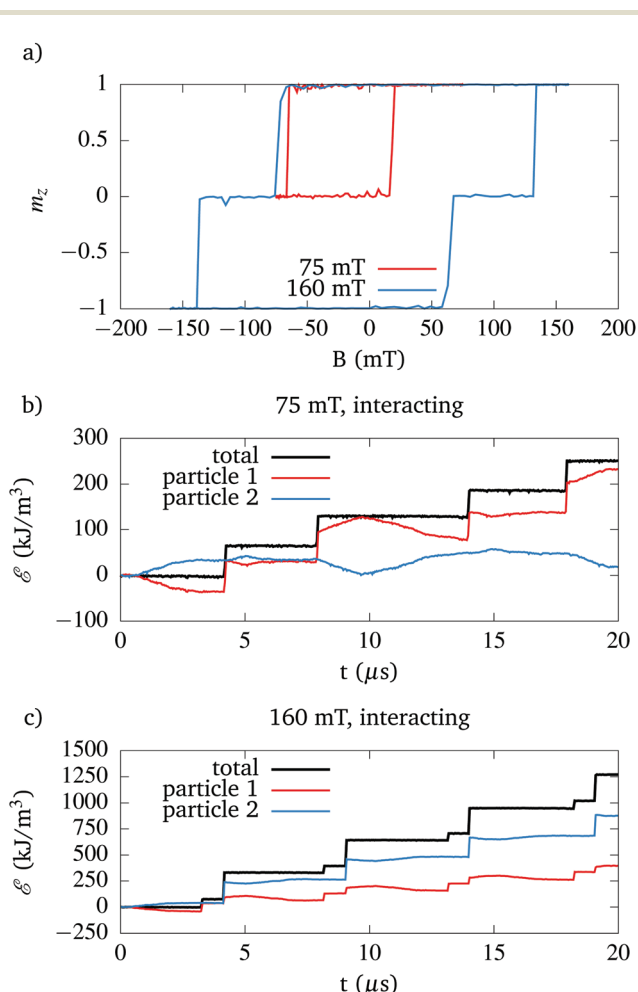 a)
1
0.5
0
−0.5
−1
m_z
75 mT
160 mT
−200 −150 −100 −50 0 50 100 150 200
B (mT)
b)
75 mT, interacting
300
200
100
0
−100
ℰ (kJ/m³)
total
particle 1
particle 2
0 5 10 15 20
t (μs)
c)
160 mT, interacting
1500
1250
1000
750
500
250
0
−250
ℰ (kJ/m³)
total
particle 1
particle 2
0 5 10 15 20
t (μs)